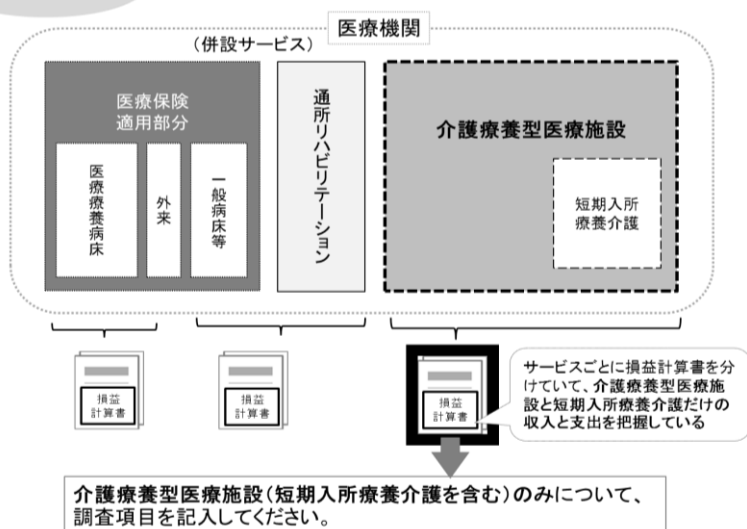 医療機関
(併設サービス)
医療保険
適用部分
医療療養病床
外来
一般病床等
通所リハビリテーション
介護療養型医療施設
短期入所
療養介護
損益
計算書
損益
計算書
損益
計算書
サービスごとに損益計算書を分
けていて、介護療養型医療施
設と短期入所療養介護だけの
収入と支出を把握している
介護療養型医療施設(短期入所療養介護を含む)のみについて、
調査項目を記入してください。